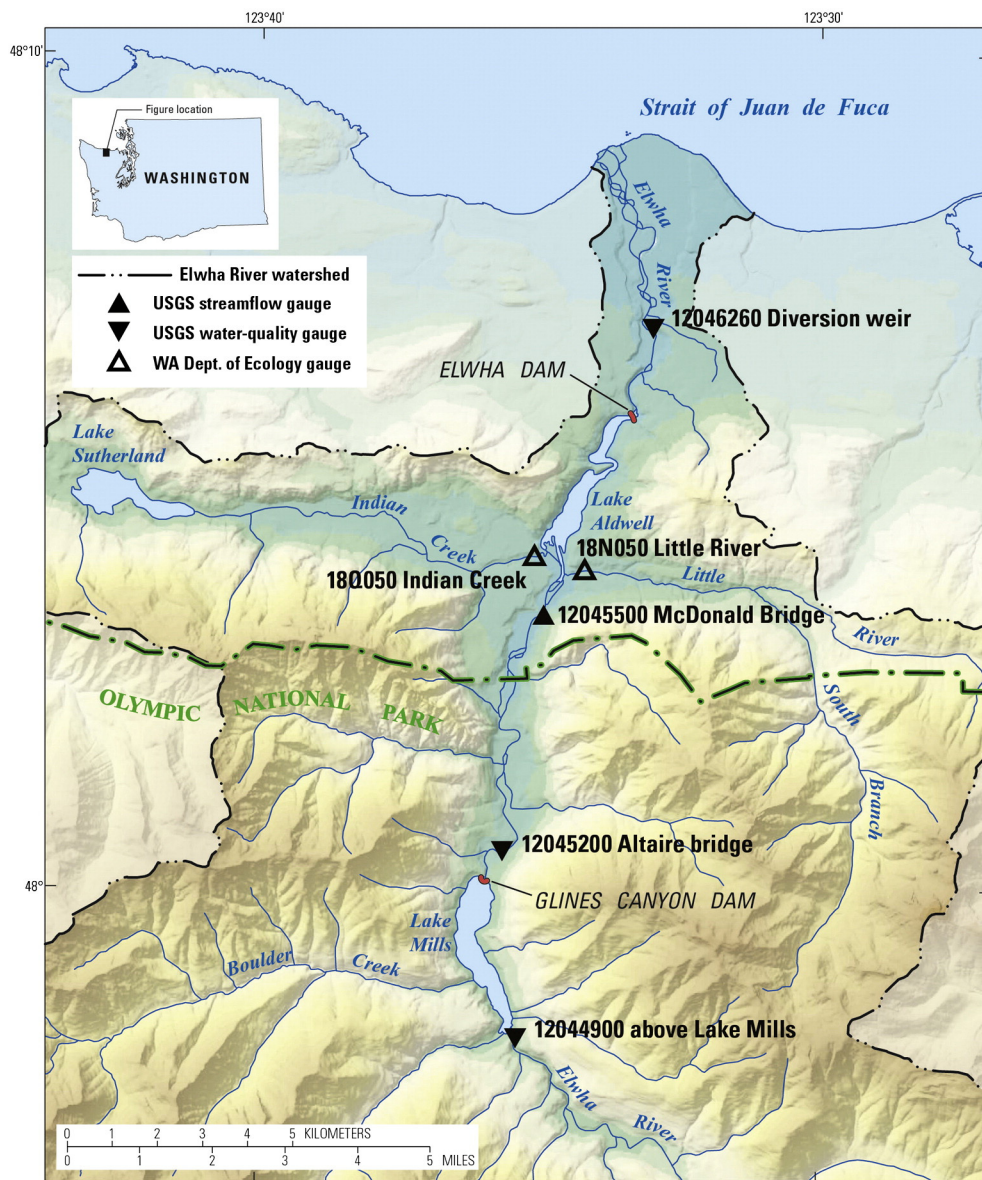 123°40'
123°30'
48°10'
Figure location
WASHINGTON
Strait of Juan de Fuca
Elwha River watershed
USGS streamflow gauge
USGS water-quality gauge
WA Dept. of Ecology gauge
Elwha
River
12046260 Diversion weir
ELWHA DAM
Lake
Sutherland
Indian
Creek
Lake
Aldwell
18N050 Little River
18Q050 Indian Creek
Little
River
12045500 McDonald Bridge
OLYMPIC NATIONAL PARK
South
Branch
12045200 Altaire bridge
48°
GLINES CANYON DAM
Lake
Mills
Boulder Creek
12044900 above Lake Mills
Elwha
River
0 1 2 3 4 5 KILOMETERS
0 1 2 3 4 5 MILES